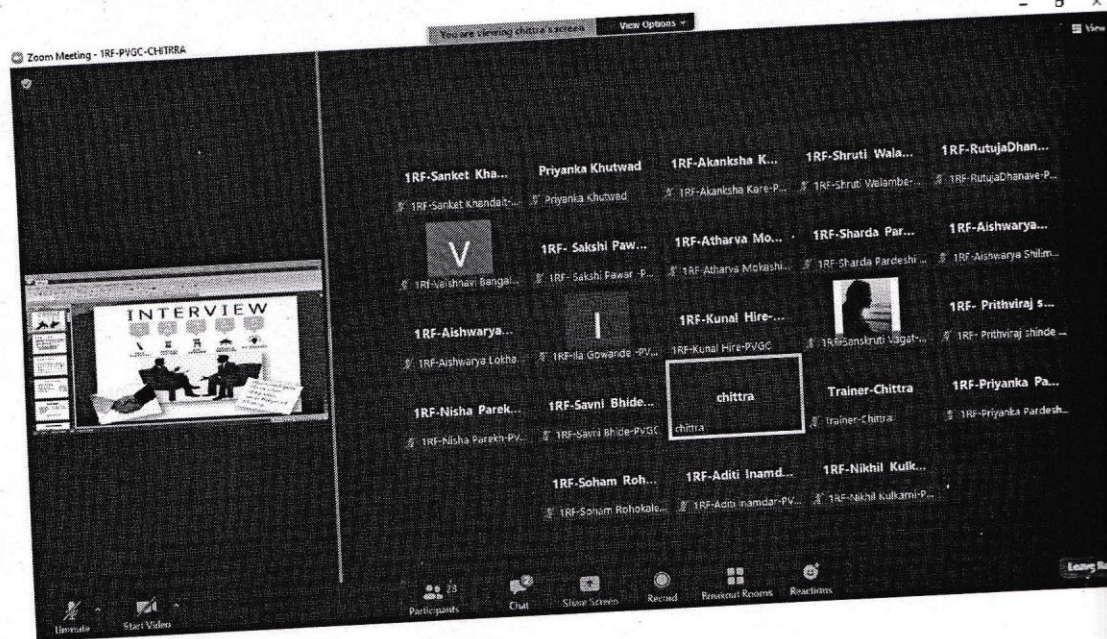 Zoom Meeting - 1RF-PVGC-CHITRRA
You are viewing chittra's screen
View Options
View
INTERVIEW
1RF-Sanket Kha...
1RF-Sanket Khandait-...
Priyanka Khutwad
Priyanka Khutwad
1RF-Akanksha K...
1RF-Akanksha Kare-P...
1RF-Shruti Wala...
1RF-Shruti Walambe-...
1RF-RutujaDhan...
1RF-RutujaDhanave-P...
V
1RF-Vaishnavi Bangal...
1RF- Sakshi Paw...
1RF- Sakshi Pawar -P...
1RF-Atharva Mo...
1RF-Atharva Mokashi...
1RF-Sharda Par...
1RF-Sharda Pardeshi ...
1RF-Aishwarya...
1RF-Aishwarya Shilim...
1RF-Aishwarya...
1RF-Aishwarya Lokha...
I
1RF-Ila Gowande -PV...
1RF-Kunal Hire-...
1RF-Kunal Hire-PVGC
1RF-Sanskruti Vagat-...
1RF- Prithviraj s...
1RF- Prithviraj shinde ...
1RF-Nisha Parek...
1RF-Nisha Parekh-PV...
1RF-Savni Bhide...
1RF-Savni Bhide-PVGC
chittra
chittra
Trainer-Chittra
Trainer-Chittra
1RF-Priyanka Pa...
1RF-Priyanka Pardesh...
1RF-Soham Roh...
1RF-Soham Rohokale...
1RF-Aditi Inamd...
1RF-Aditi Inamdar-PV...
1RF-Nikhil Kulk...
1RF-Nikhil Kulkarni-P...
Unmute
Start Video
23
Participants
2
Chat
Share Screen
Record
Breakout Rooms
Reactions
Leave